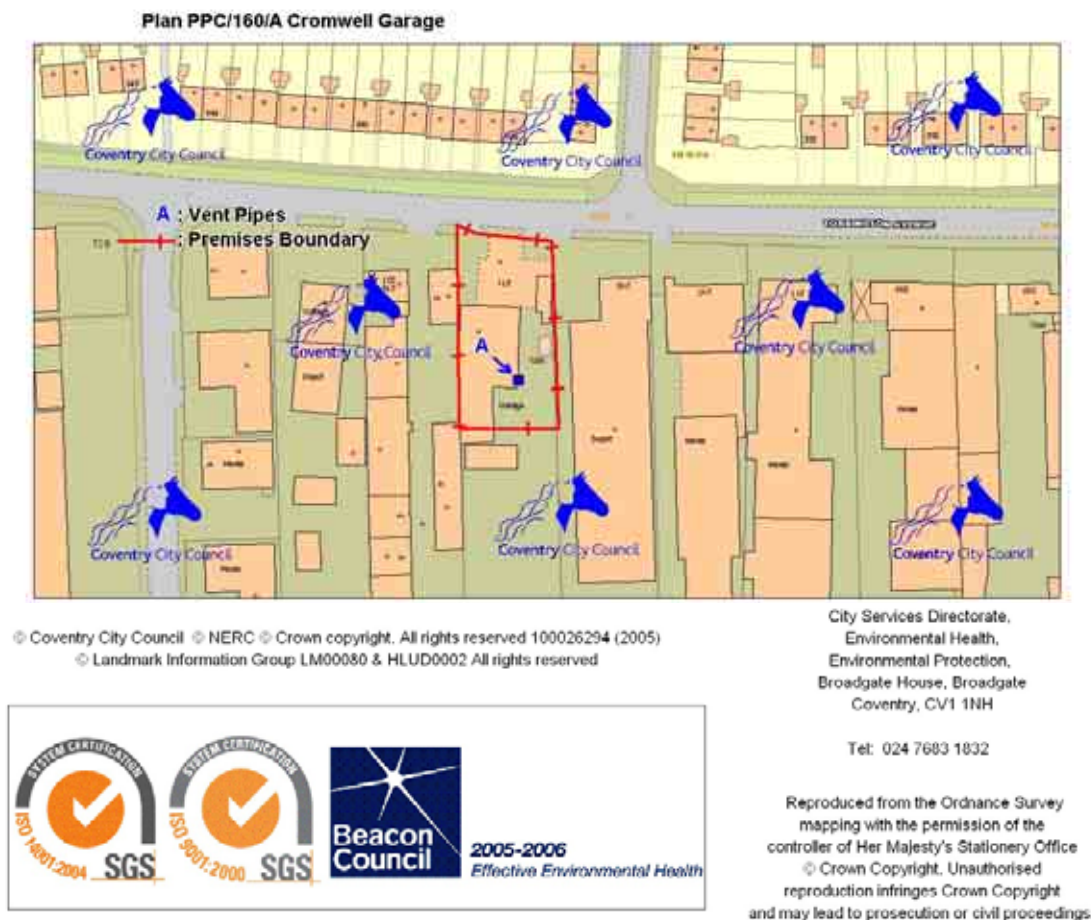 Plan PPC/160/A Cromwell Garage
Coventry City Council
Coventry City Council
Coventry City Council
A : Vent Pipes
: Premises Boundary
A
Coventry City Council
Coventry City Council
Coventry City Council
Coventry City Council
Coventry City Council
© Coventry City Council © NERC © Crown copyright. All rights reserved 100026294 (2005)
© Landmark Information Group LM00080 & HLUD0002 All rights reserved
City Services Directorate,
Environmental Health,
Environmental Protection,
Broadgate House, Broadgate
Coventry, CV1 1NH
Tel: 024 7683 1832
SYSTEM CERTIFICATION
ISO 14001:2004
SGS
SYSTEM CERTIFICATION
ISO 9001:2000
SGS
Beacon
Council
2005-2006
Effective Environmental Health
Reproduced from the Ordnance Survey
mapping with the permission of the
controller of Her Majesty's Stationery Office
© Crown Copyright. Unauthorised
reproduction infringes Crown Copyright
and may lead to prosecution or civil proceedings